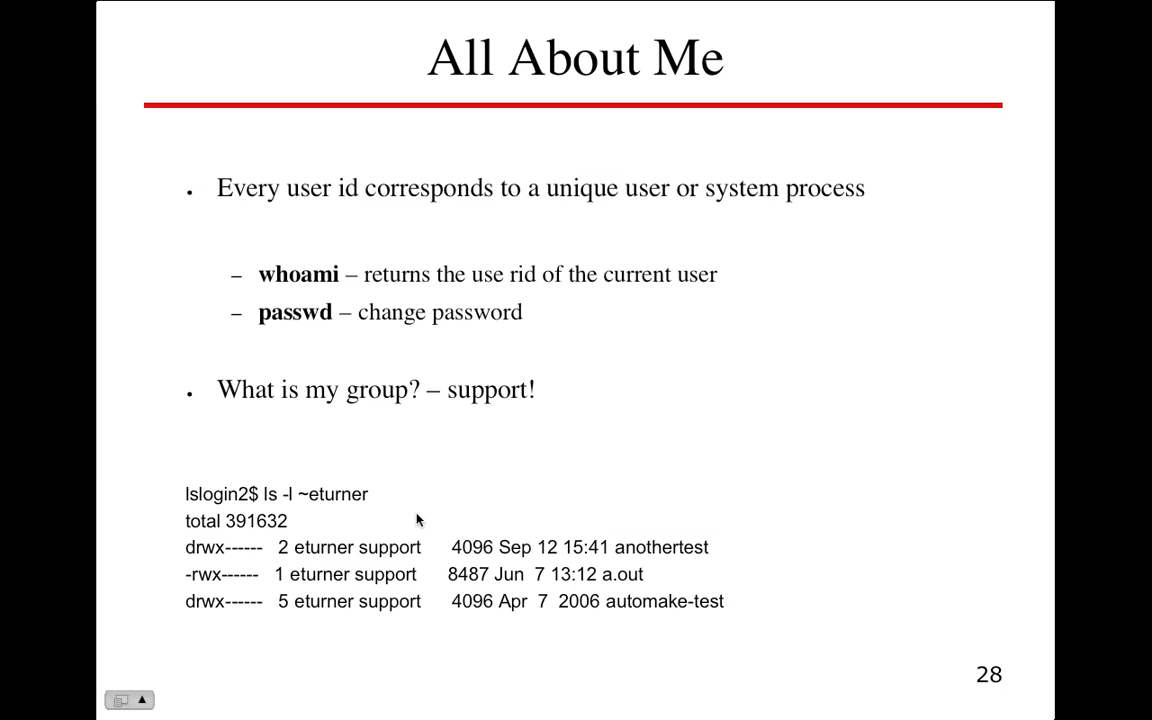 All About Me
• Every user id corresponds to a unique user or system process
– whoami – returns the use rid of the current user
– passwd – change password
• What is my group? – support!
lslogin2$ ls -l ~eturner
total 391632
drwx------ 2 eturner support 4096 Sep 12 15:41 anothertest
-rwx------ 1 eturner support 8487 Jun 7 13:12 a.out
drwx------ 5 eturner support 4096 Apr 7 2006 automake-test
28